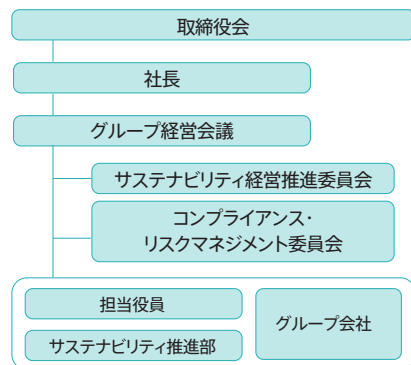 取締役会
社長
グループ経営会議
サステナビリティ経営推進委員会
コンプライアンス・
リスクマネジメント委員会
担当役員
グループ会社
サステナビリティ推進部